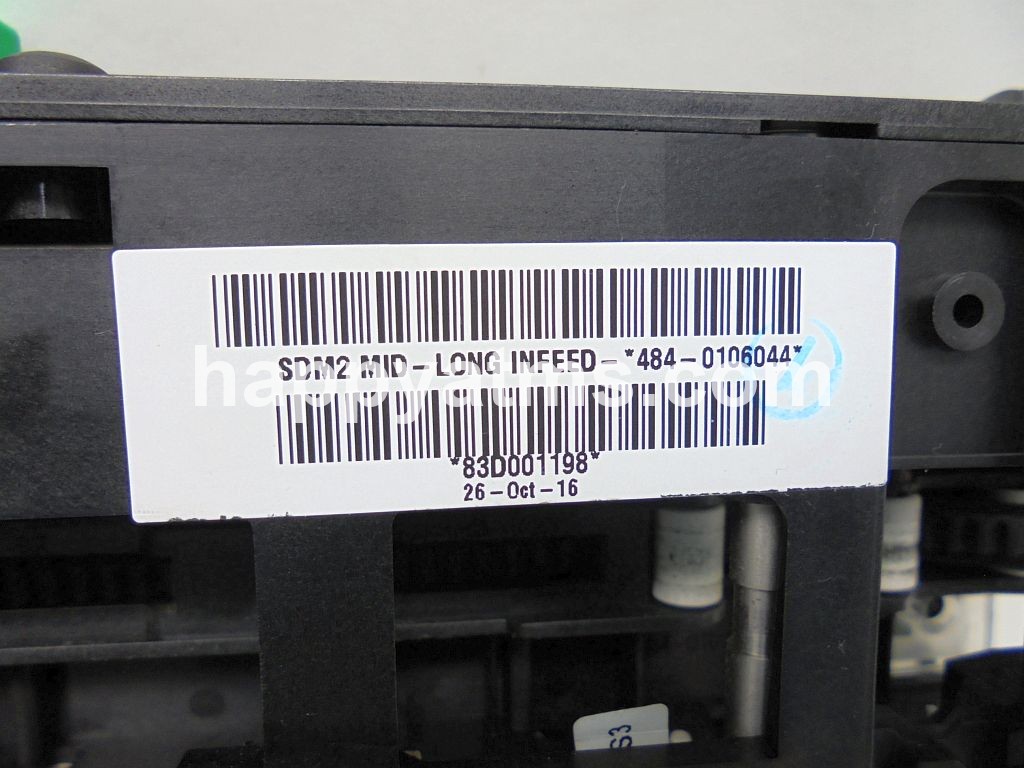 SDM2 MID-LONG INFEED-*484-0106044*
happyatms.com
*83D001198*
26-Oct-16